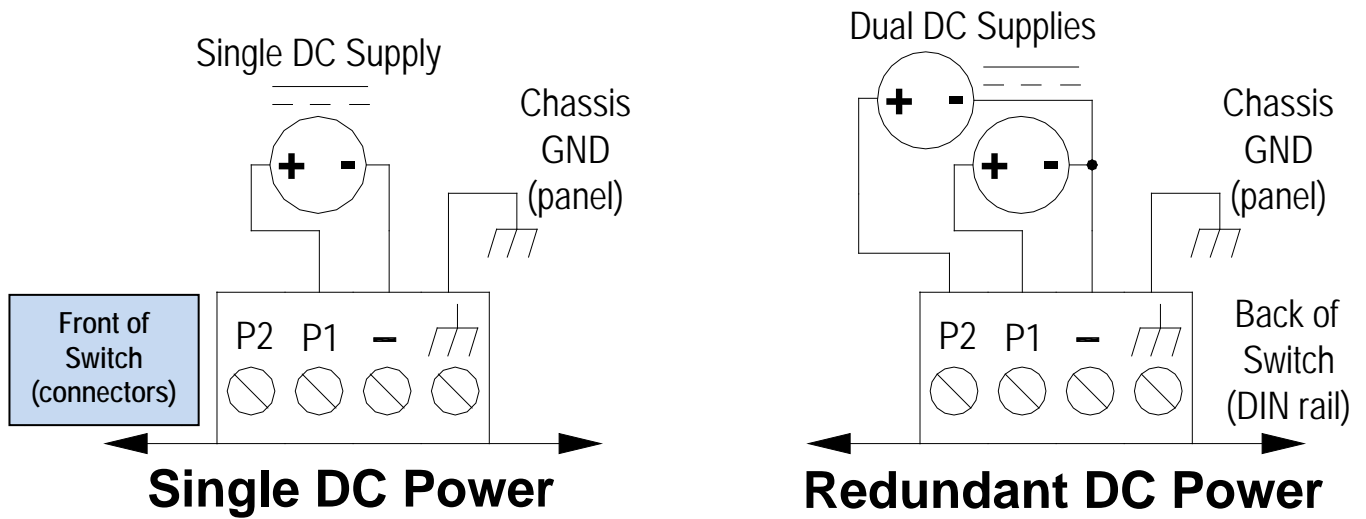 Single DC Supply
+ -
Chassis
GND
(panel)
Front of
Switch
(connectors)
P2 P1 –
Single DC Power
Dual DC Supplies
+ -
+ -
Chassis
GND
(panel)
P2 P1 –
Back of
Switch
(DIN rail)
Redundant DC Power